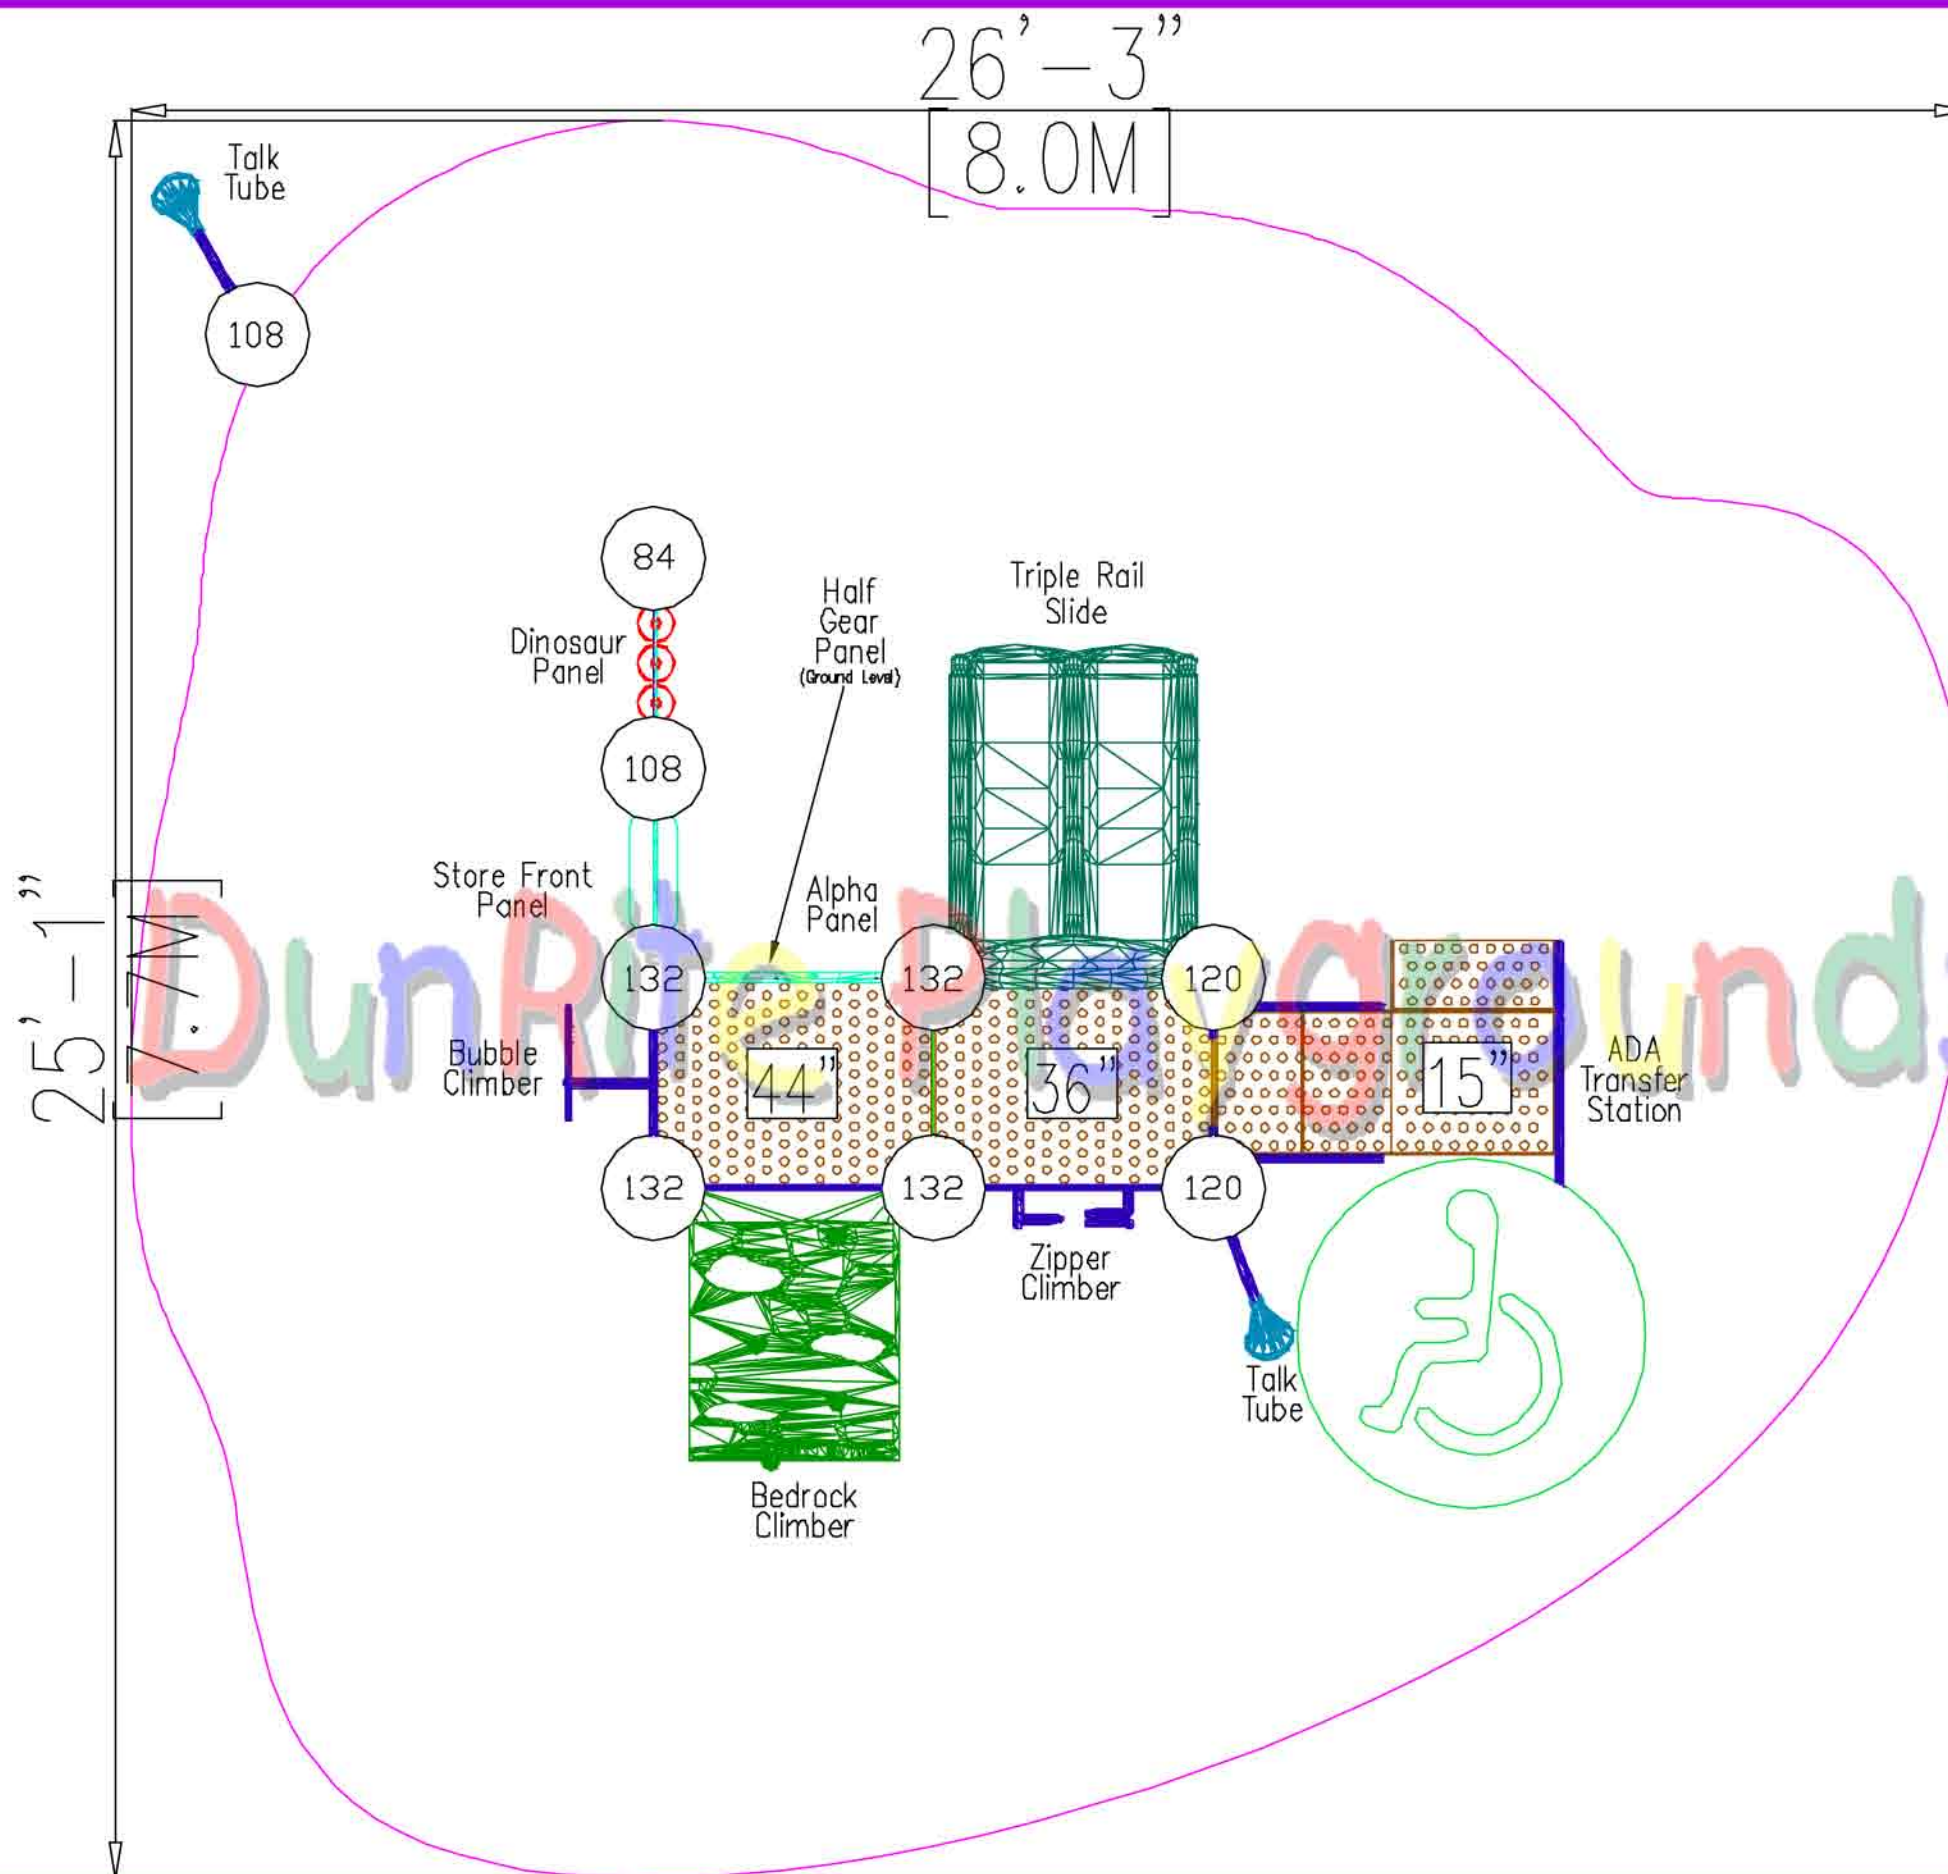 26'-3"
[8.0M]
Talk
Tube
108
84
Dinosaur
Panel
Half
Gear
Panel
(Ground Level)
Triple Rail
Slide
108
Store Front
Panel
Alpha
Panel
25'-1"
[7.7M]
DunRite Playgrounds
132
132
120
Bubble
Climber
44"
36"
15"
ADA
Transfer
Station
132
132
120
Zipper
Climber
Talk
Tube
Bedrock
Climber